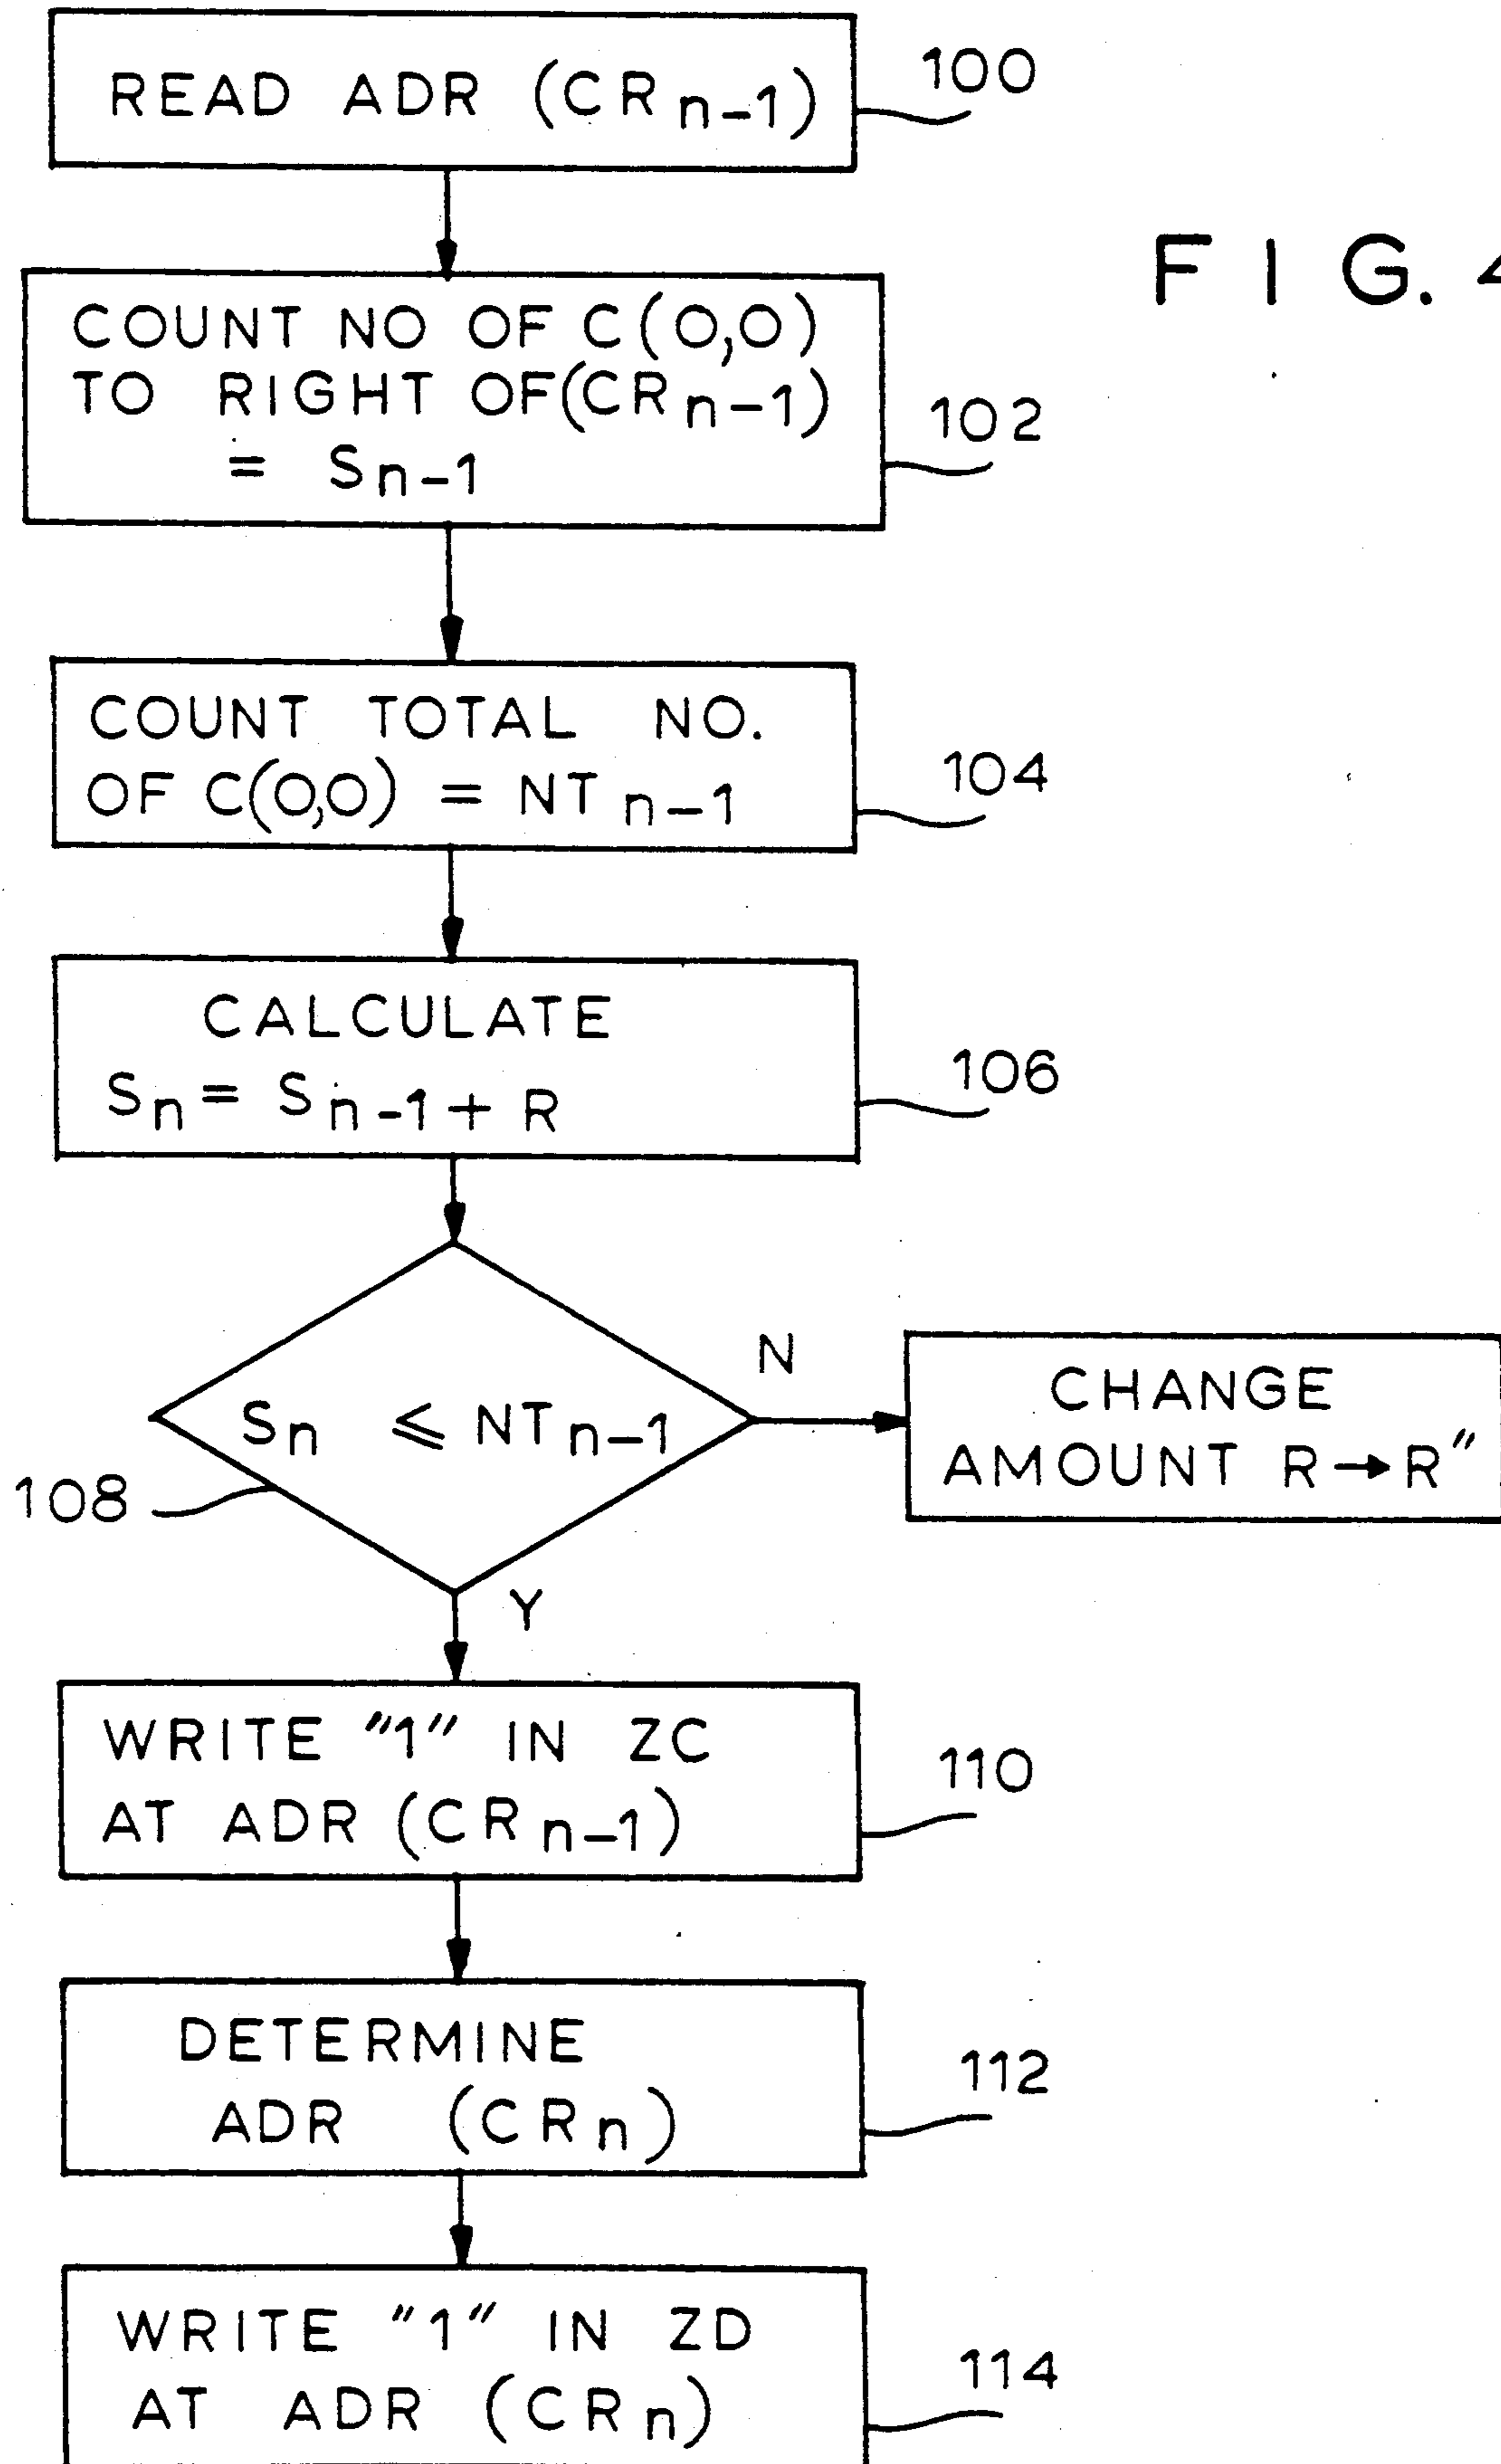 READ ADR (CRn-1)
100
FIG. 4
COUNT NO OF C(0,0)
TO RIGHT OF(CRn-1)
= Sn-1
102
COUNT TOTAL NO.
OF C(0,0) = NTn-1
104
CALCULATE
Sn = Sn-1 + R
106
Sn ⩽ NTn-1
108
N
CHANGE
AMOUNT R→R″
Y
WRITE "1" IN ZC
AT ADR (CRn-1)
110
DETERMINE
ADR (CRn)
112
WRITE "1" IN ZD
AT ADR (CRn)
114